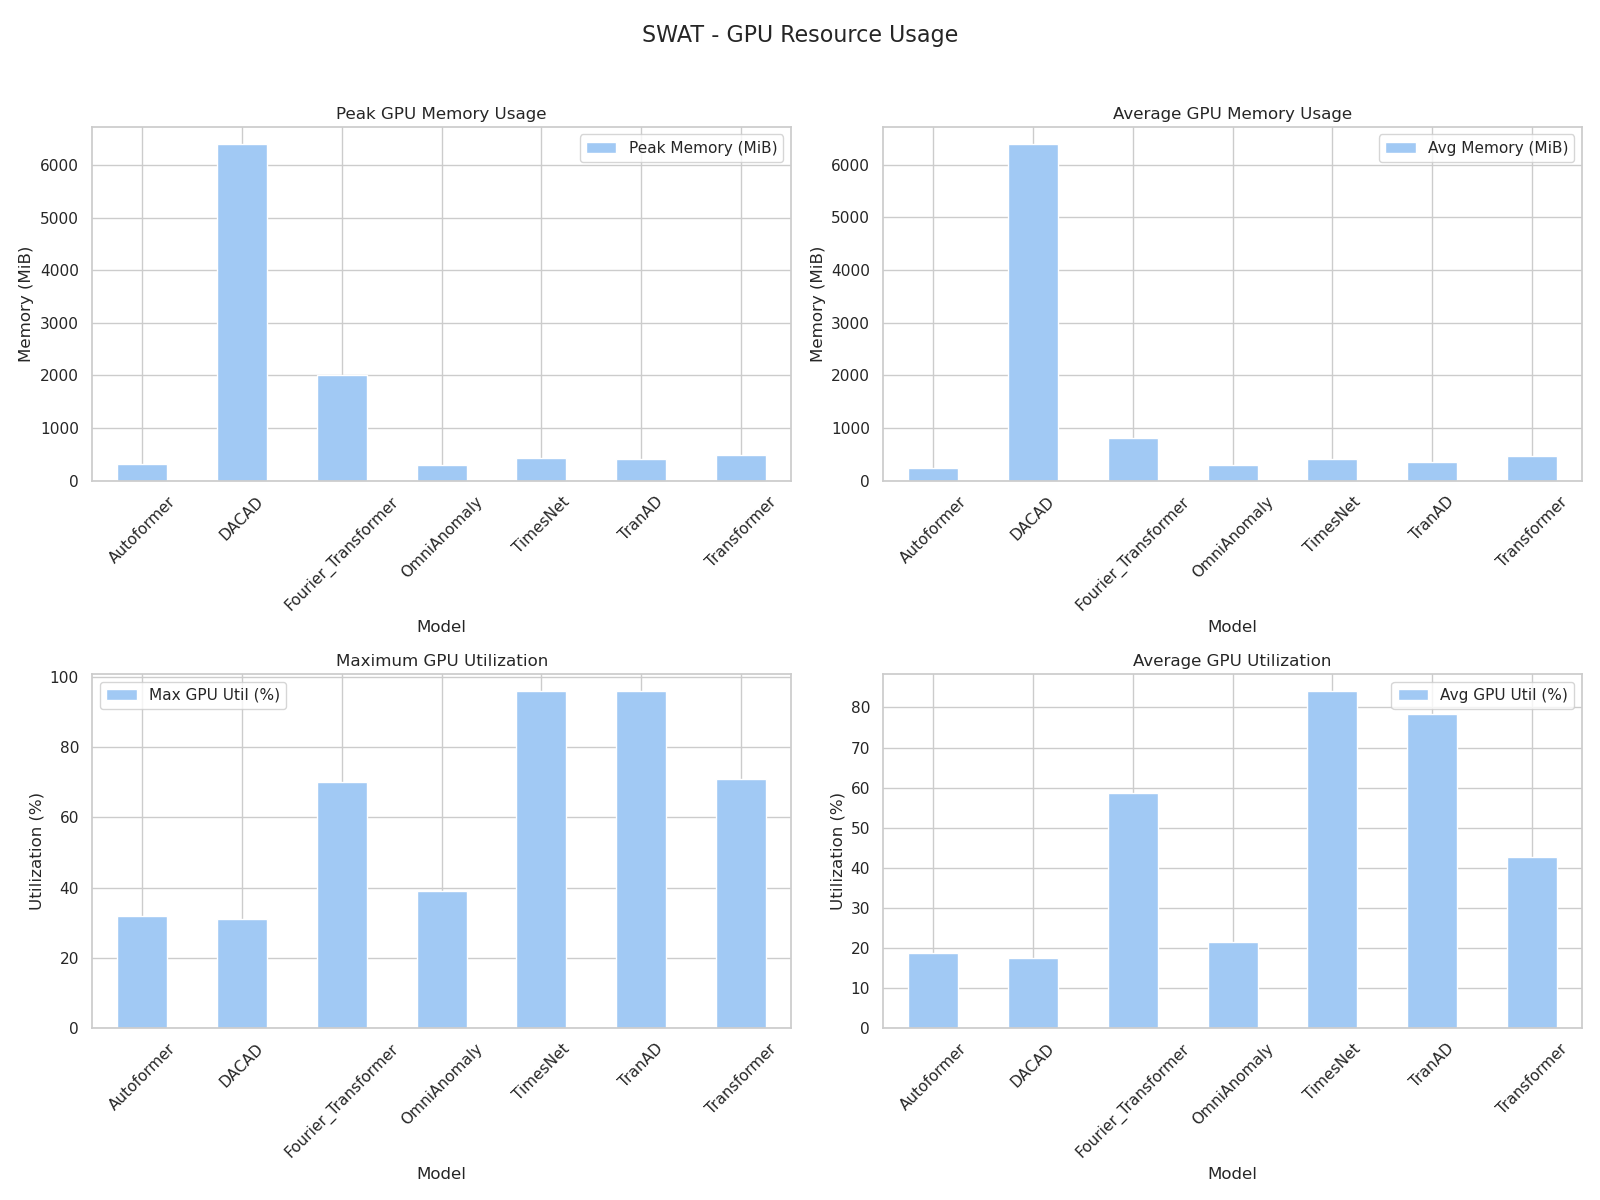 SWAT - GPU Resource Usage
Peak GPU Memory Usage
Peak Memory (MiB)
Memory (MiB)
6000
5000
4000
3000
2000
1000
0
Autoformer
DACAD
Fourier_Transformer
OmniAnomaly
TimesNet
TranAD
Transformer
Model
Average GPU Memory Usage
Avg Memory (MiB)
Memory (MiB)
6000
5000
4000
3000
2000
1000
0
Autoformer
DACAD
Fourier_Transformer
OmniAnomaly
TimesNet
TranAD
Transformer
Model
Maximum GPU Utilization
Max GPU Util (%)
Utilization (%)
100
80
60
40
20
0
Autoformer
DACAD
Fourier_Transformer
OmniAnomaly
TimesNet
TranAD
Transformer
Model
Average GPU Utilization
Avg GPU Util (%)
Utilization (%)
80
70
60
50
40
30
20
10
0
Autoformer
DACAD
Fourier_Transformer
OmniAnomaly
TimesNet
TranAD
Transformer
Model